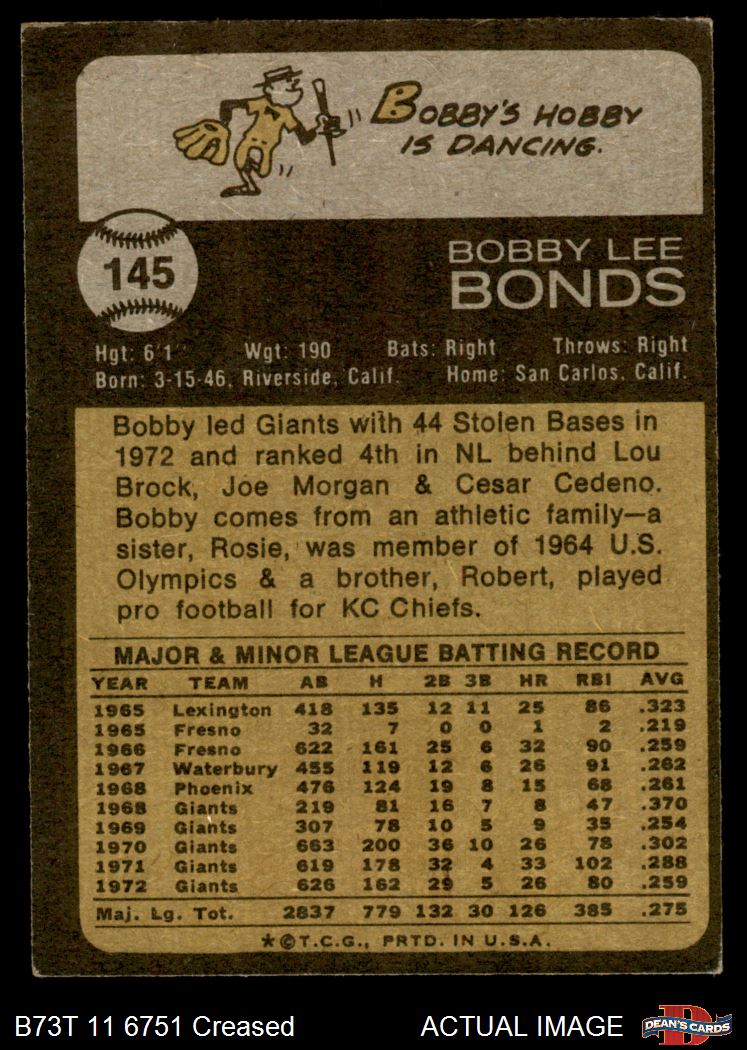 BOBBY'S HOBBY
IS DANCING.
145
BOBBY LEE
BONDS
Hgt: 6'1 Wgt: 190 Bats: Right Throws: Right
Born: 3-15-46, Riverside, Calif. Home: San Carlos, Calif.
Bobby led Giants with 44 Stolen Bases in
1972 and ranked 4th in NL behind Lou
Brock, Joe Morgan & Cesar Cedeno.
Bobby comes from an athletic family—a
sister, Rosie, was member of 1964 U.S.
Olympics & a brother, Robert, played
pro football for KC Chiefs.
MAJOR & MINOR LEAGUE BATTING RECORD
YEAR TEAM AB H 2B 3B HR RBI AVG
1965 Lexington 418 135 12 11 25 86 .323
1965 Fresno 32 7 0 0 1 2 .219
1966 Fresno 622 161 25 6 32 90 .259
1967 Waterbury 455 119 12 6 26 91 .262
1968 Phoenix 476 124 19 8 15 68 .261
1968 Giants 219 81 16 7 8 47 .370
1969 Giants 307 78 10 5 9 35 .254
1970 Giants 663 200 36 10 26 78 .302
1971 Giants 619 178 32 4 33 102 .288
1972 Giants 626 162 29 5 26 80 .259
Maj. Lg. Tot. 2837 779 132 30 126 385 .275
*©T.C.G., PRTD. IN U.S.A.
B73T 11 6751 Creased ACTUAL IMAGE DEAN'S CARDS